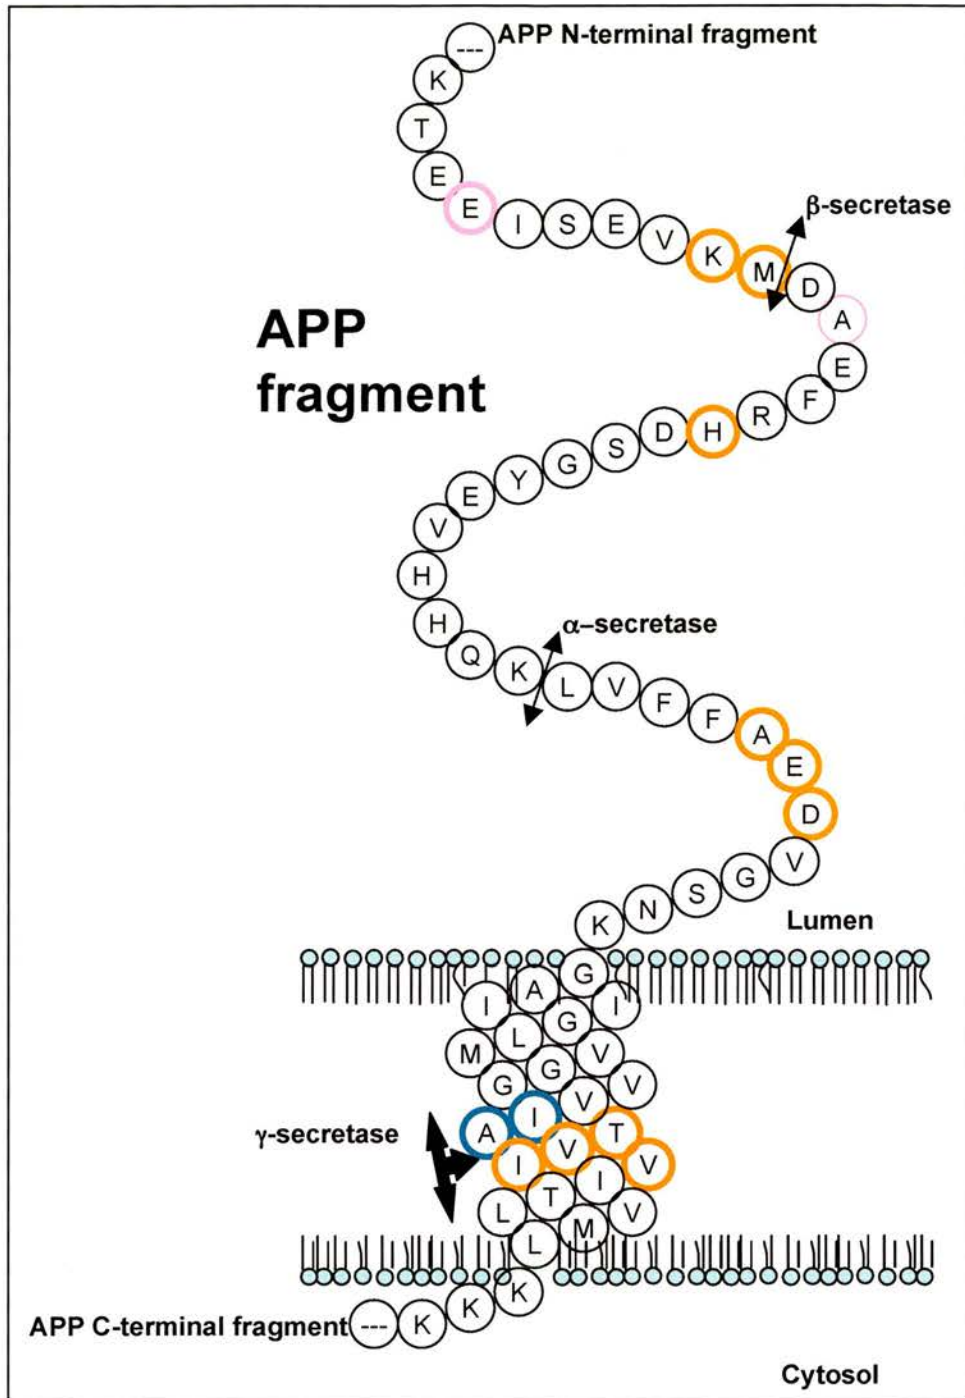 APP N-terminal fragment
---
K
T
E
E I S E V K M D
β-secretase
A
APP
fragment
E
F
R
H
D
S
G
Y
E
V
H
H
Q
K
α–secretase
L V F F A
E
D
V
G
S
N
K
Lumen
G
A
I
I
G
L
M
V
G
G
V
V
I
A
T
γ-secretase
V
I
V
I
T
L
V
M
L
K
K
K
---
APP C-terminal fragment
Cytosol